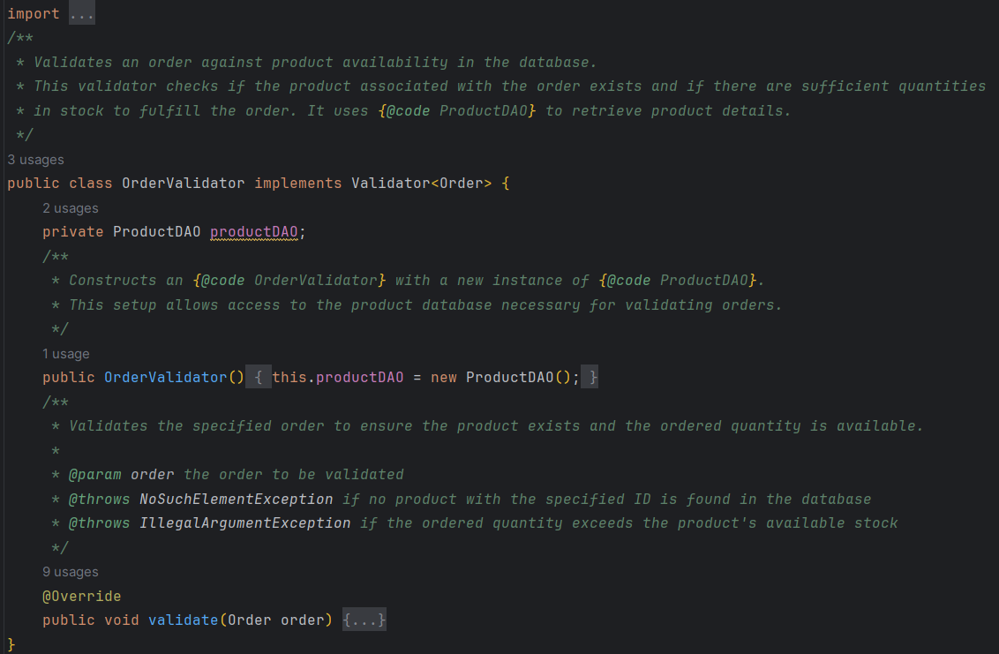 import ...
/**
 * Validates an order against product availability in the database.
 * This validator checks if the product associated with the order exists and if there are sufficient quantities
 * in stock to fulfill the order. It uses {@code ProductDAO} to retrieve product details.
 */
3 usages
public class OrderValidator implements Validator<Order> {
    2 usages
    private ProductDAO productDAO;
    /**
     * Constructs an {@code OrderValidator} with a new instance of {@code ProductDAO}.
     * This setup allows access to the product database necessary for validating orders.
     */
    1 usage
    public OrderValidator() { this.productDAO = new ProductDAO(); }
    /**
     * Validates the specified order to ensure the product exists and the ordered quantity is available.
     *
     * @param order the order to be validated
     * @throws NoSuchElementException if no product with the specified ID is found in the database
     * @throws IllegalArgumentException if the ordered quantity exceeds the product's available stock
     */
    9 usages
    @Override
    public void validate(Order order) {...}
}